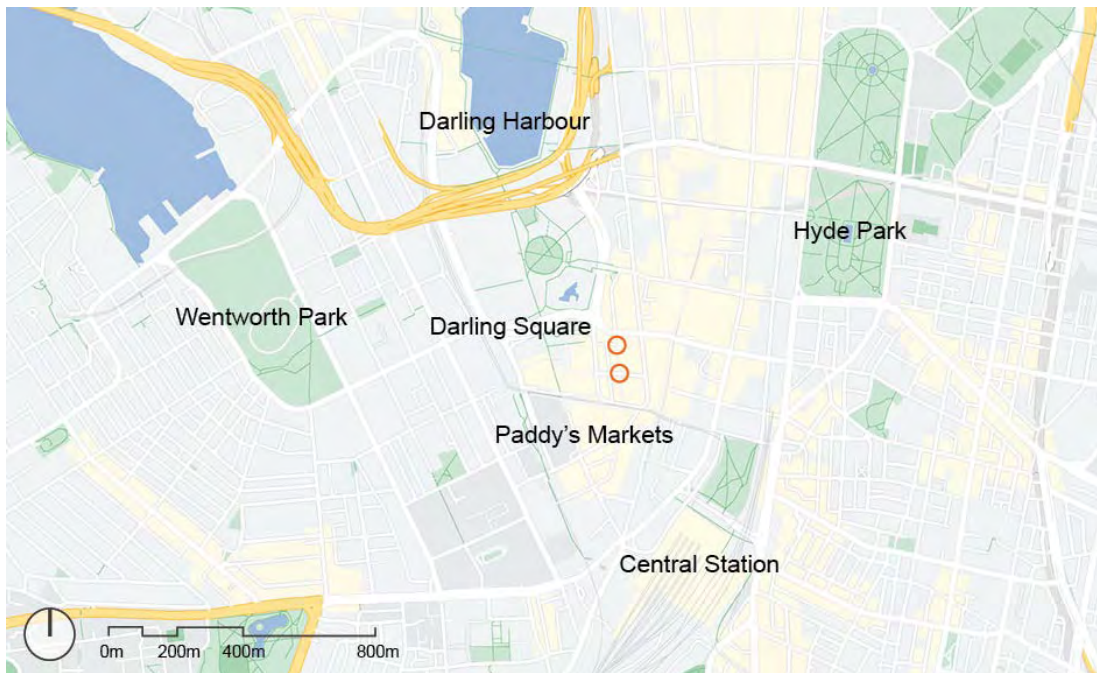 Darling Harbour
Hyde Park
Wentworth Park
Darling Square
Paddy's Markets
Central Station
0m 200m 400m 800m